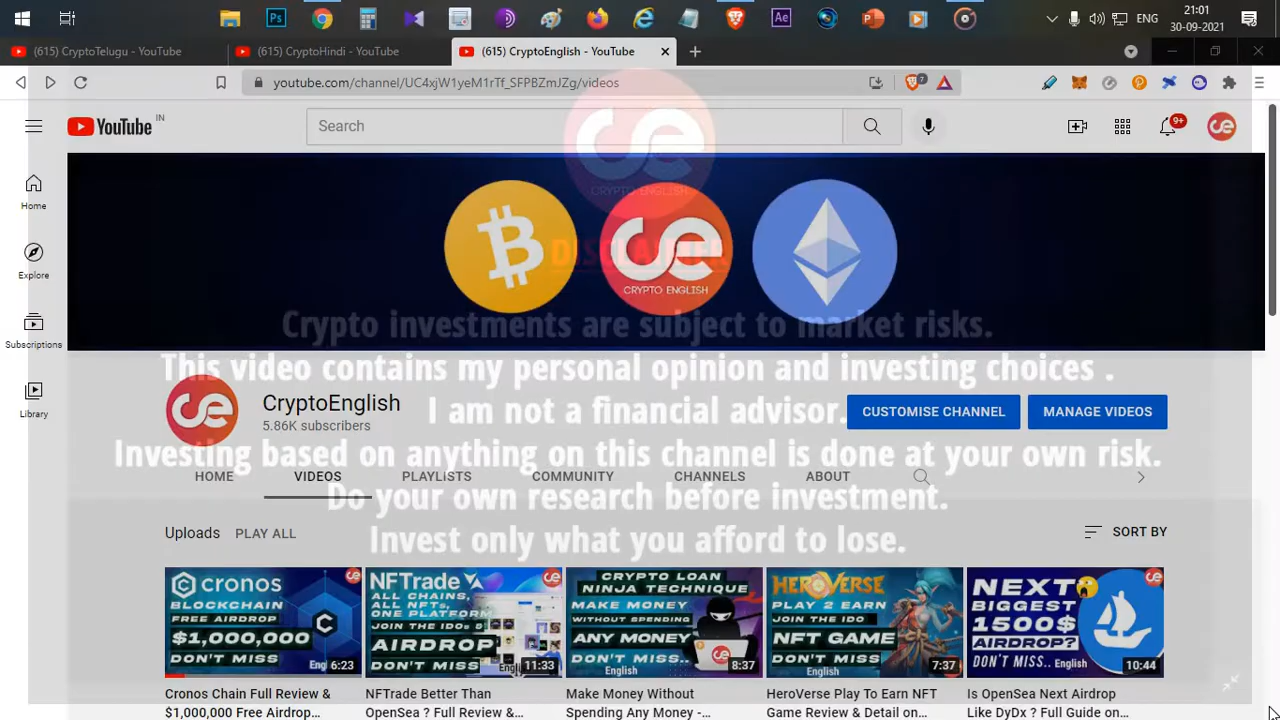 21:01
ENG
30-09-2021
(615) CryptoTelugu - YouTube
(615) CryptoHindi - YouTube
(615) CryptoEnglish - YouTube
youtube.com/channel/UC4xjW1yeM1rTf_SFPBZmJZg/videos
7
YouTube IN
Search
9+
Home
Explore
Subscriptions
Library
CRYPTO ENGLISH
CRYPTO ENGLISH
DISCLAIMER
Crypto investments are subject to market risks.
This video contains my personal opinion and investing choices .
I am not a financial advisor.
Investing based on anything on this channel is done at your own risk.
Do your own research before investment.
Invest only what you afford to lose.
CryptoEnglish
5.86K subscribers
CUSTOMISE CHANNEL
MANAGE VIDEOS
HOME VIDEOS PLAYLISTS COMMUNITY CHANNELS ABOUT
Uploads PLAY ALL
SORT BY
cronos
BLOCKCHAIN
FREE AIRDROP
$1,000,000
DON'T MISS
6:23
Cronos Chain Full Review &
$1,000,000 Free Airdrop...
NFTrade
ALL CHAINS,
ALL NFTs,
ONE PLATFORM
JOIN THE IDOs &
AIRDROP
DON'T MISS
11:33
NFTrade Better Than
OpenSea ? Full Review &...
CRYPTO LOAN
NINJA TECHNIQUE
MAKE MONEY
WITHOUT SPENDING
ANY MONEY
DON'T MISS English
8:37
Make Money Without
Spending Any Money -...
HEROVERSE
PLAY 2 EARN
JOIN THE IDO
NFT GAME
DON'T MISS English
7:37
HeroVerse Play To Earn NFT
Game Review & Detail on...
NEXT
BIGGEST
1500$
AIRDROP?
DON'T MISS.. English
10:44
Is OpenSea Next Airdrop
Like DyDx ? Full Guide on...